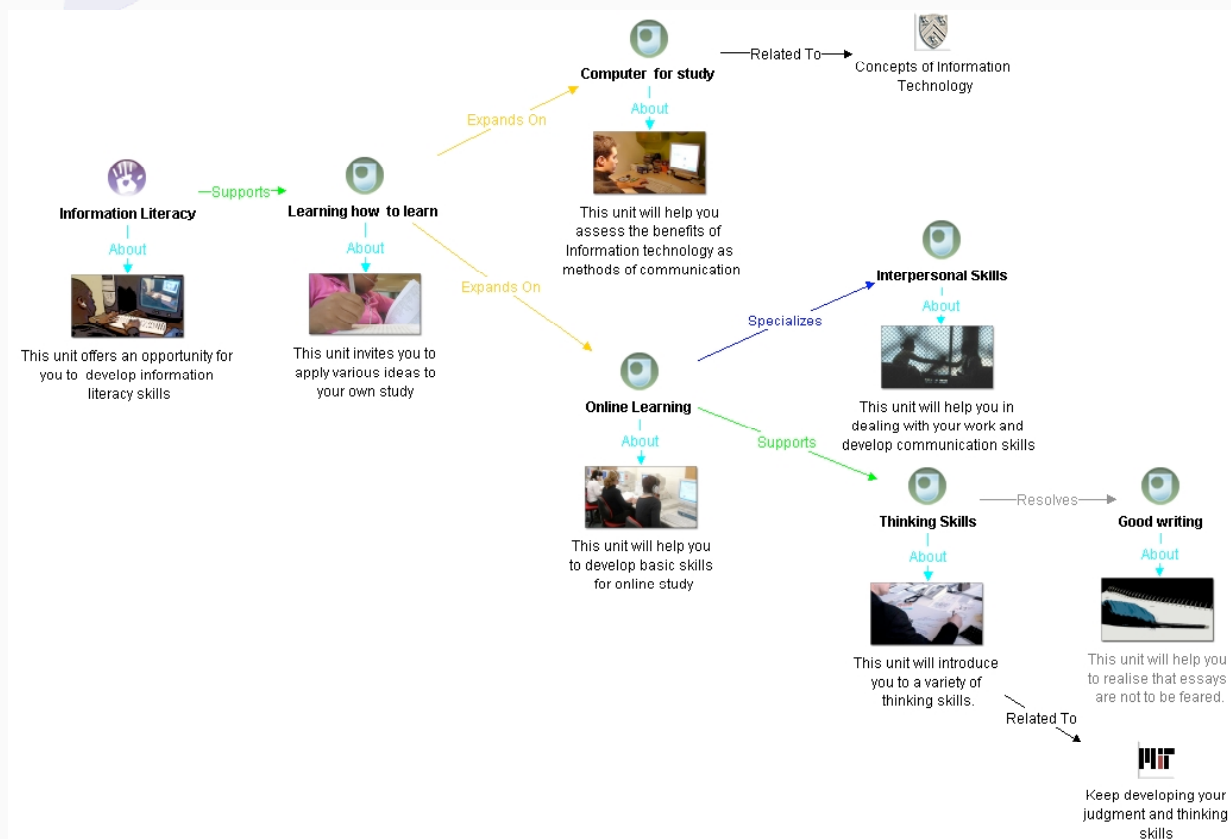 Computer for study
Related To
Concepts of Information
Technology
About
Expands On
Information Literacy
Supports
Learning how to learn
About
About
This unit will help you
assess the benefits of
Information technology as
methods of communication
This unit offers an opportunity for
you to develop information
literacy skills
This unit invites you to
apply various ideas to
your own study
Expands On
Interpersonal Skills
Specializes
About
Online Learning
About
This unit will help you in
dealing with your work and
develop communication skills
Supports
This unit will help you
to develop basic skills
for online study
Thinking Skills
Resolves
Good writing
About
About
This unit will introduce
you to a variety of
thinking skills.
This unit will help you
to realise that essays
are not to be feared.
Related To
MIT
Keep developing your
judgment and thinking
skills